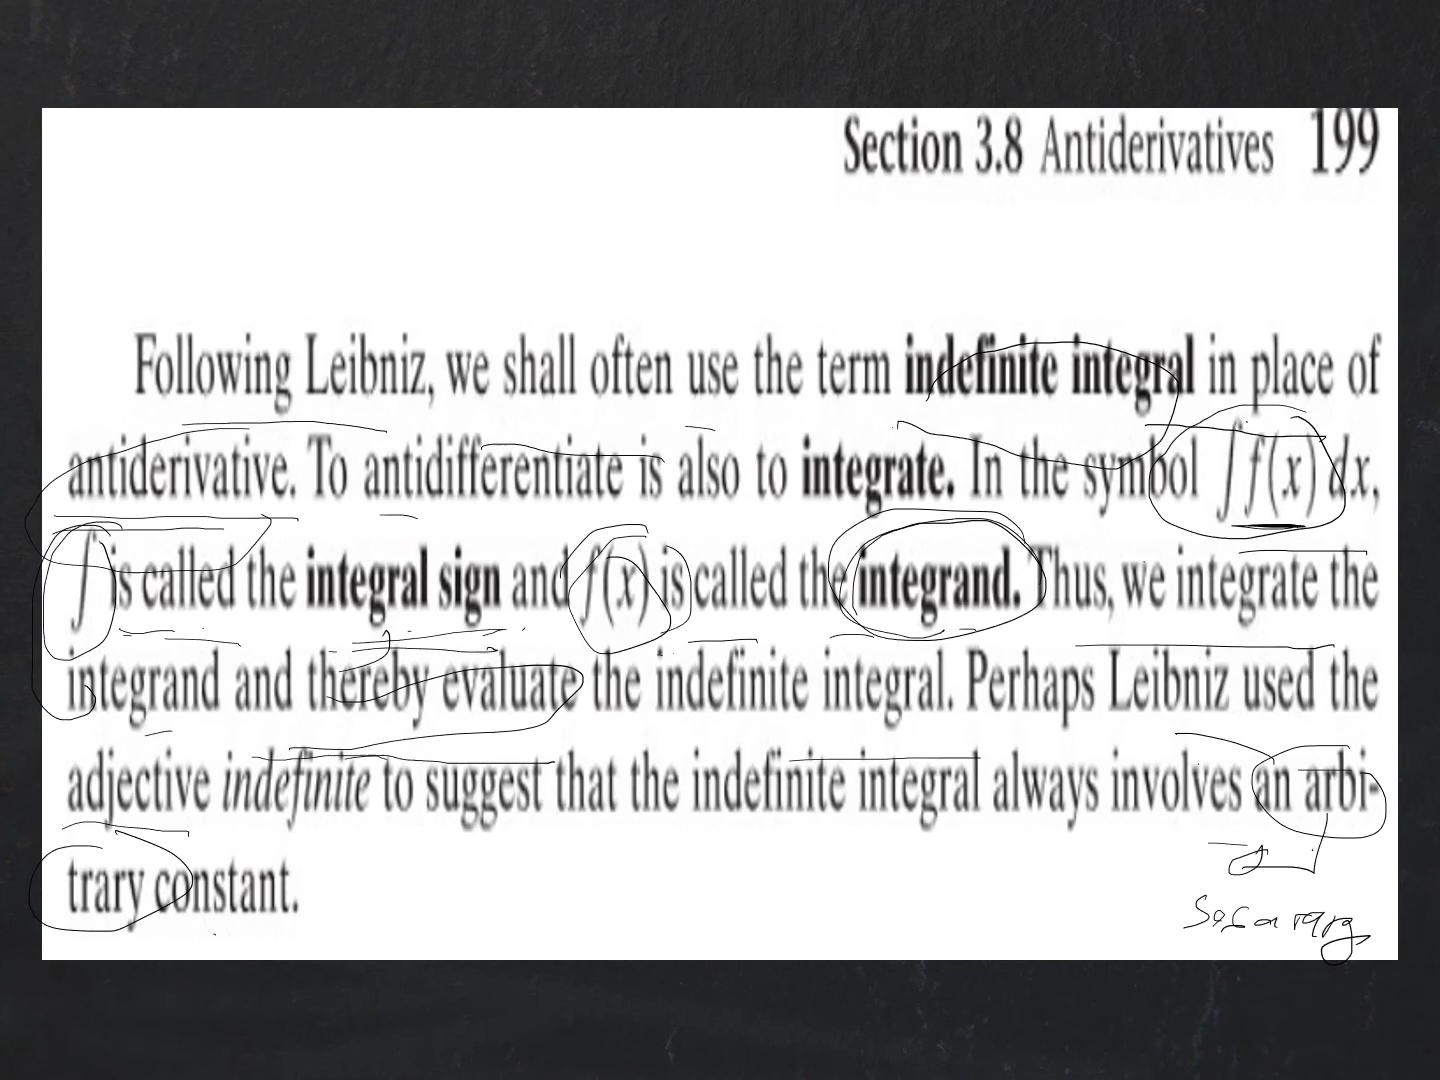 Section 3.8 Antiderivatives 199
Following Leibniz, we shall often use the term indefinite integral in place of
antiderivative. To antidifferentiate is also to integrate. In the symbol ∫ f(x) dx,
∫ is called the integral sign and f(x) is called the integrand. Thus, we integrate the
integrand and thereby evaluate the indefinite integral. Perhaps Leibniz used the
adjective indefinite to suggest that the indefinite integral always involves an arbi-
trary constant.